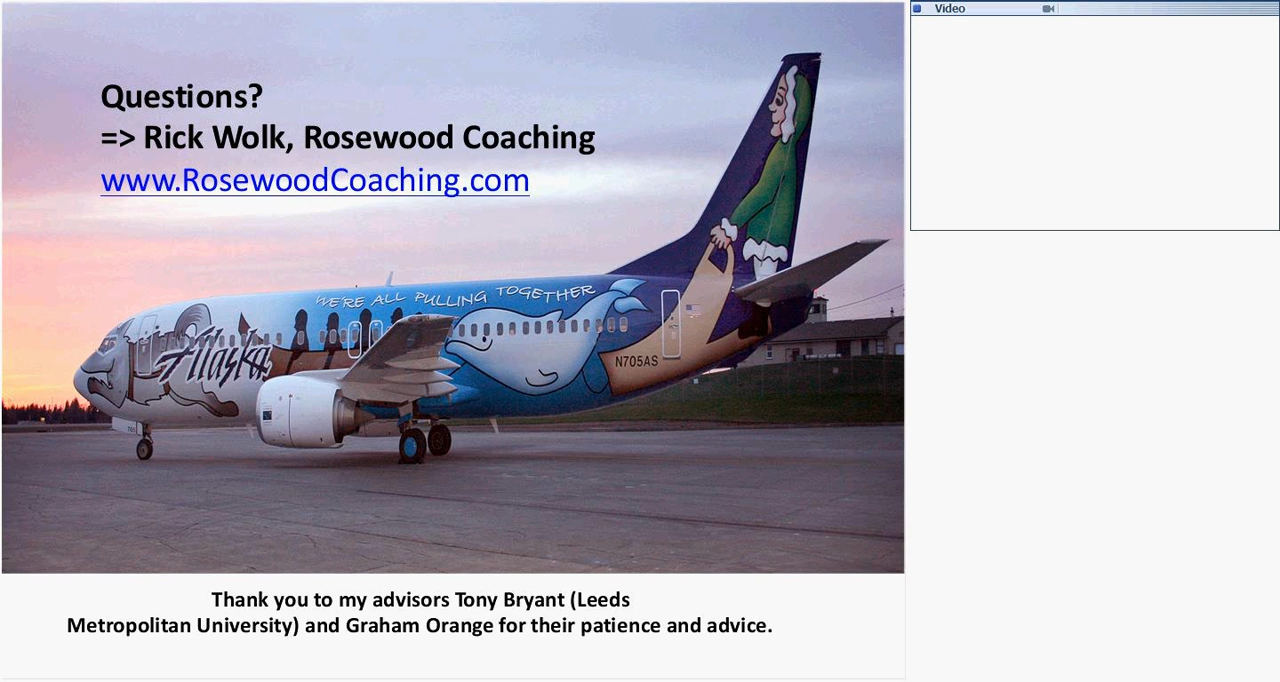 Video
Questions?
=> Rick Wolk, Rosewood Coaching
www.RosewoodCoaching.com
WE'RE ALL PULLING TOGETHER
Alaska
N705AS
Thank you to my advisors Tony Bryant (Leeds
Metropolitan University) and Graham Orange for their patience and advice.